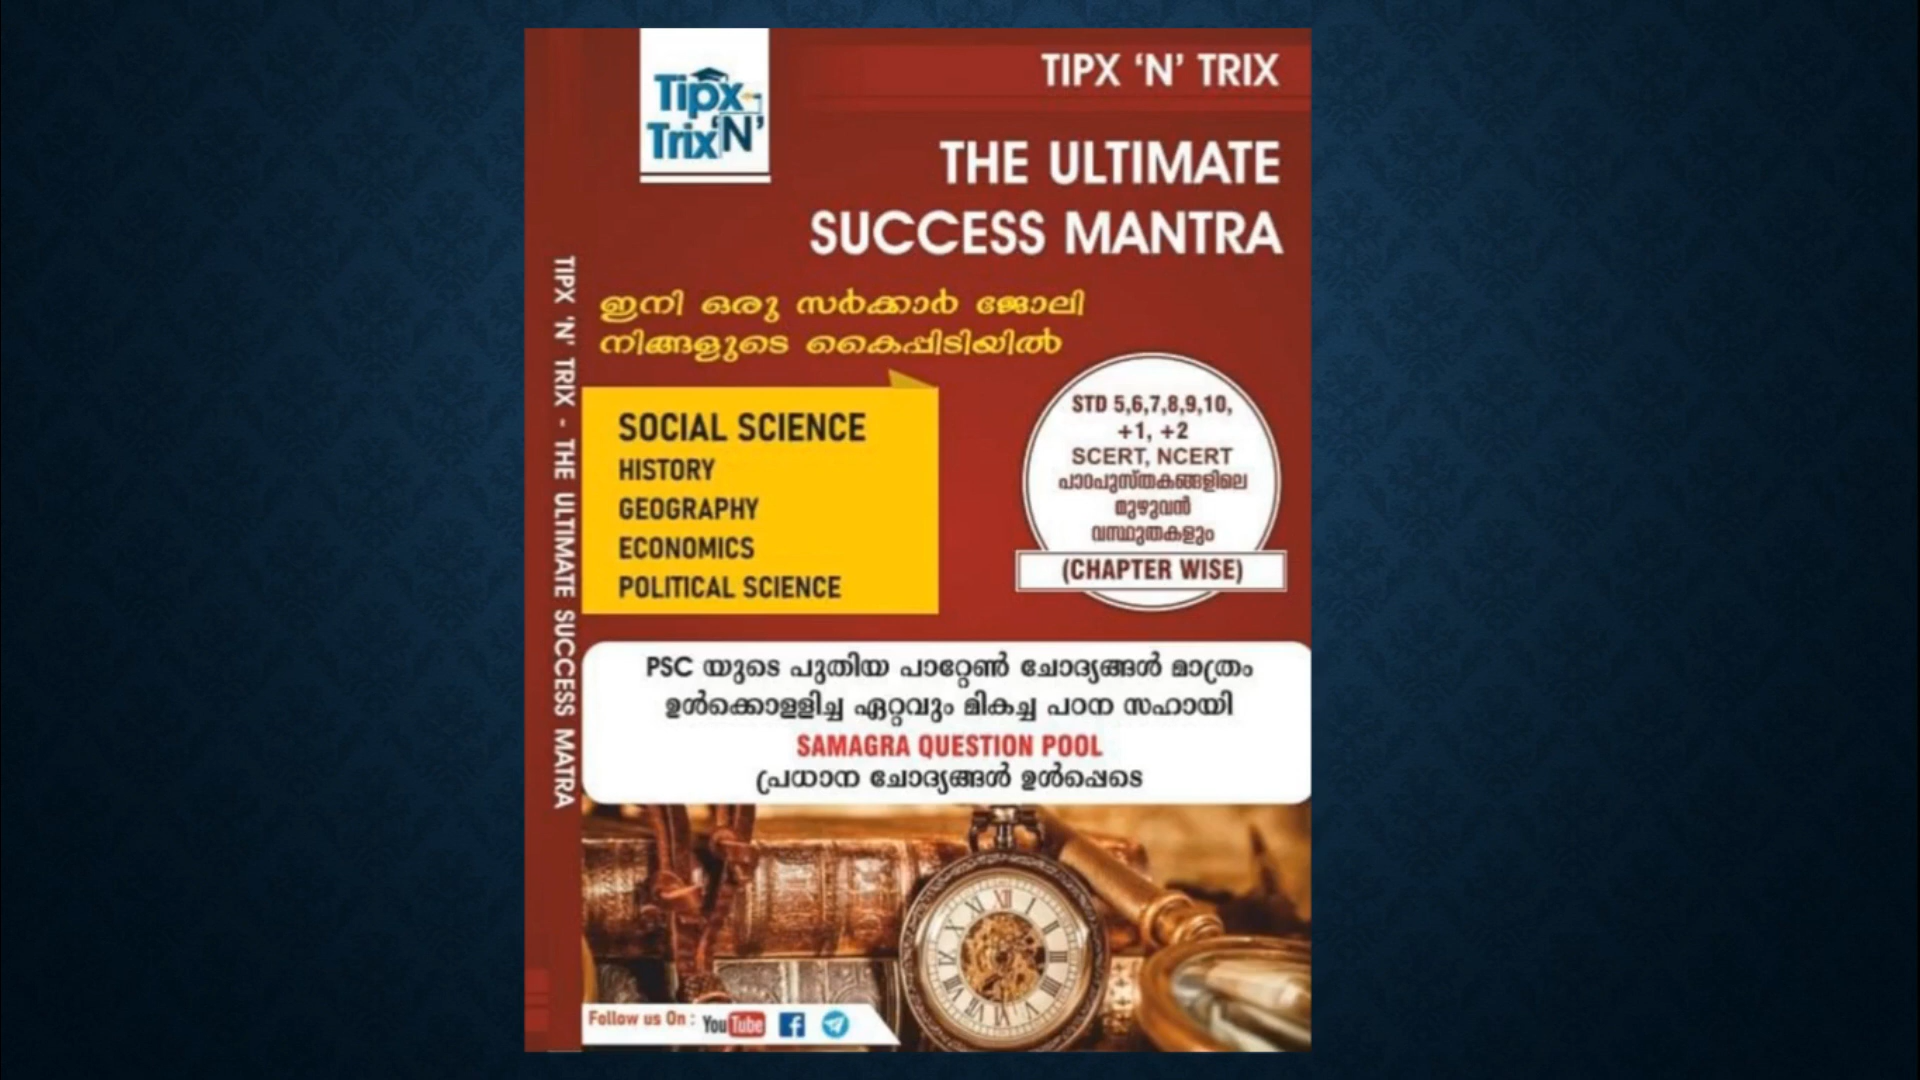 Tipx
Trix 'N'
TIPX ‘N’ TRIX
THE ULTIMATE
SUCCESS MANTRA
ഇനി ഒരു സർക്കാർ ജോലി
നിങ്ങളുടെ കൈപ്പിടിയിൽ
SOCIAL SCIENCE
HISTORY
GEOGRAPHY
ECONOMICS
POLITICAL SCIENCE
STD 5,6,7,8,9,10,
+1, +2
SCERT, NCERT
പാഠപുസ്തകങ്ങളിലെ
മുഴുവൻ
വസ്ഥുതകളും
(CHAPTER WISE)
PSC യുടെ പുതിയ പാറ്റേൺ ചോദ്യങ്ങൾ മാത്രം
ഉൾക്കൊളളിച്ച ഏറ്റവും മികച്ച പഠന സഹായി
SAMAGRA QUESTION POOL
പ്രധാന ചോദ്യങ്ങൾ ഉൾപ്പെടെ
Follow us On : YouTube
TIPX 'N' TRIX - THE ULTIMATE SUCCESS MATRA